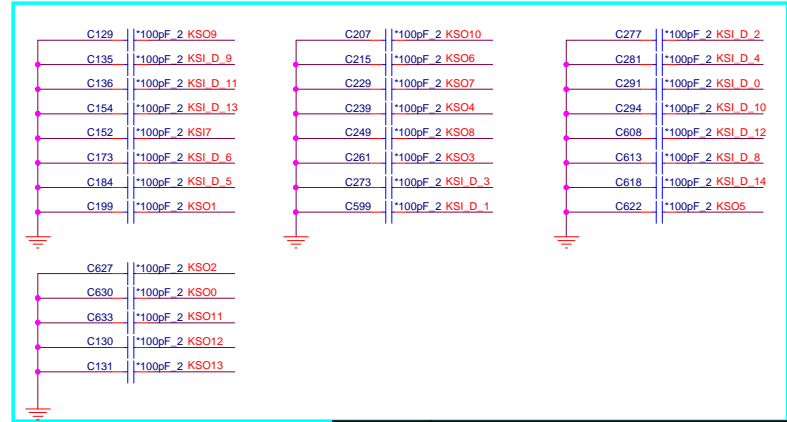 C129 *100pF_2 KSO9
C135 *100pF_2 KSI_D_9
C136 *100pF_2 KSI_D_11
C154 *100pF_2 KSI_D_13
C152 *100pF_2 KSI7
C173 *100pF_2 KSI_D_6
C184 *100pF_2 KSI_D_5
C199 *100pF_2 KSO1
C207 *100pF_2 KSO10
C215 *100pF_2 KSO6
C229 *100pF_2 KSO7
C239 *100pF_2 KSO4
C249 *100pF_2 KSO8
C261 *100pF_2 KSO3
C273 *100pF_2 KSI_D_3
C599 *100pF_2 KSI_D_1
C277 *100pF_2 KSI_D_2
C281 *100pF_2 KSI_D_4
C291 *100pF_2 KSI_D_0
C294 *100pF_2 KSI_D_10
C608 *100pF_2 KSI_D_12
C613 *100pF_2 KSI_D_8
C618 *100pF_2 KSI_D_14
C622 *100pF_2 KSO5
C627 *100pF_2 KSO2
C630 *100pF_2 KSO0
C633 *100pF_2 KSO11
C130 *100pF_2 KSO12
C131 *100pF_2 KSO13